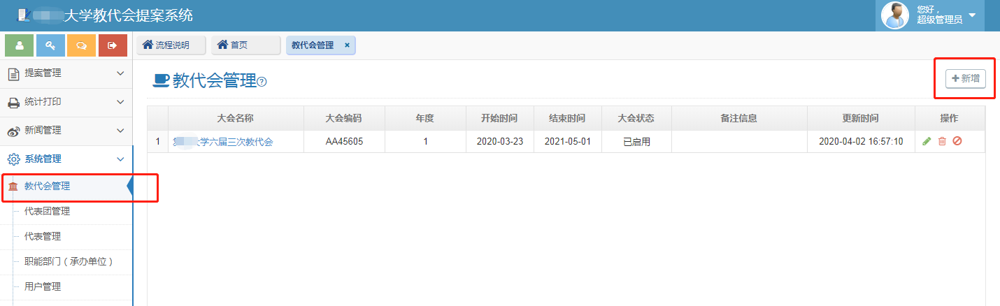 大学教代会提案系统
您好，
超级管理员
流程说明
首页
教代会管理 ×
提案管理
统计打印
新闻管理
系统管理
教代会管理
代表团管理
代表管理
职能部门（承办单位）
用户管理
教代会管理?
+新增
大会名称 大会编码 年度 开始时间 结束时间 大会状态 备注信息 更新时间 操作
1 学六届三次教代会 AA45605 1 2020-03-23 2021-05-01 已启用 2020-04-02 16:57:10